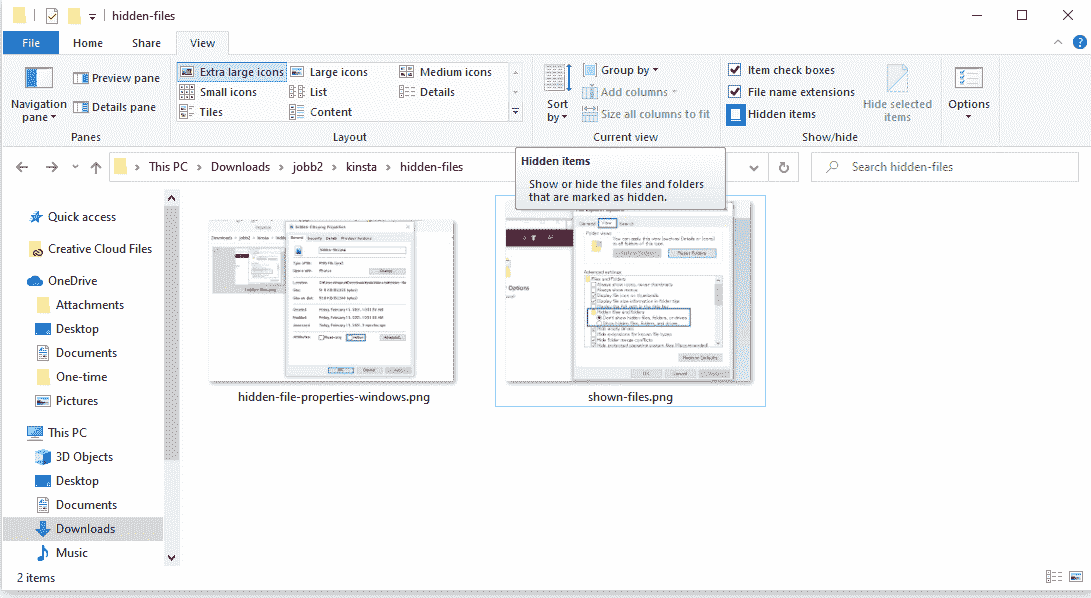 hidden-files
File Home Share View
Navigation pane
Preview pane
Details pane
Panes
Extra large icons Large icons Medium icons
Small icons List Details
Tiles Content
Layout
Sort by
Group by
Add columns
Size all columns to fit
Current view
Item check boxes
File name extensions
Hidden items
Hide selected items
Show/hide
Options
This PC Downloads jobb2 kinsta hidden-files
Search hidden-files
Hidden items
Show or hide the files and folders
that are marked as hidden.
Quick access
Creative Cloud Files
OneDrive
Attachments
Desktop
Documents
One-time
Pictures
This PC
3D Objects
Desktop
Documents
Downloads
Music
hidden-file-properties-windows.png
shown-files.png
2 items